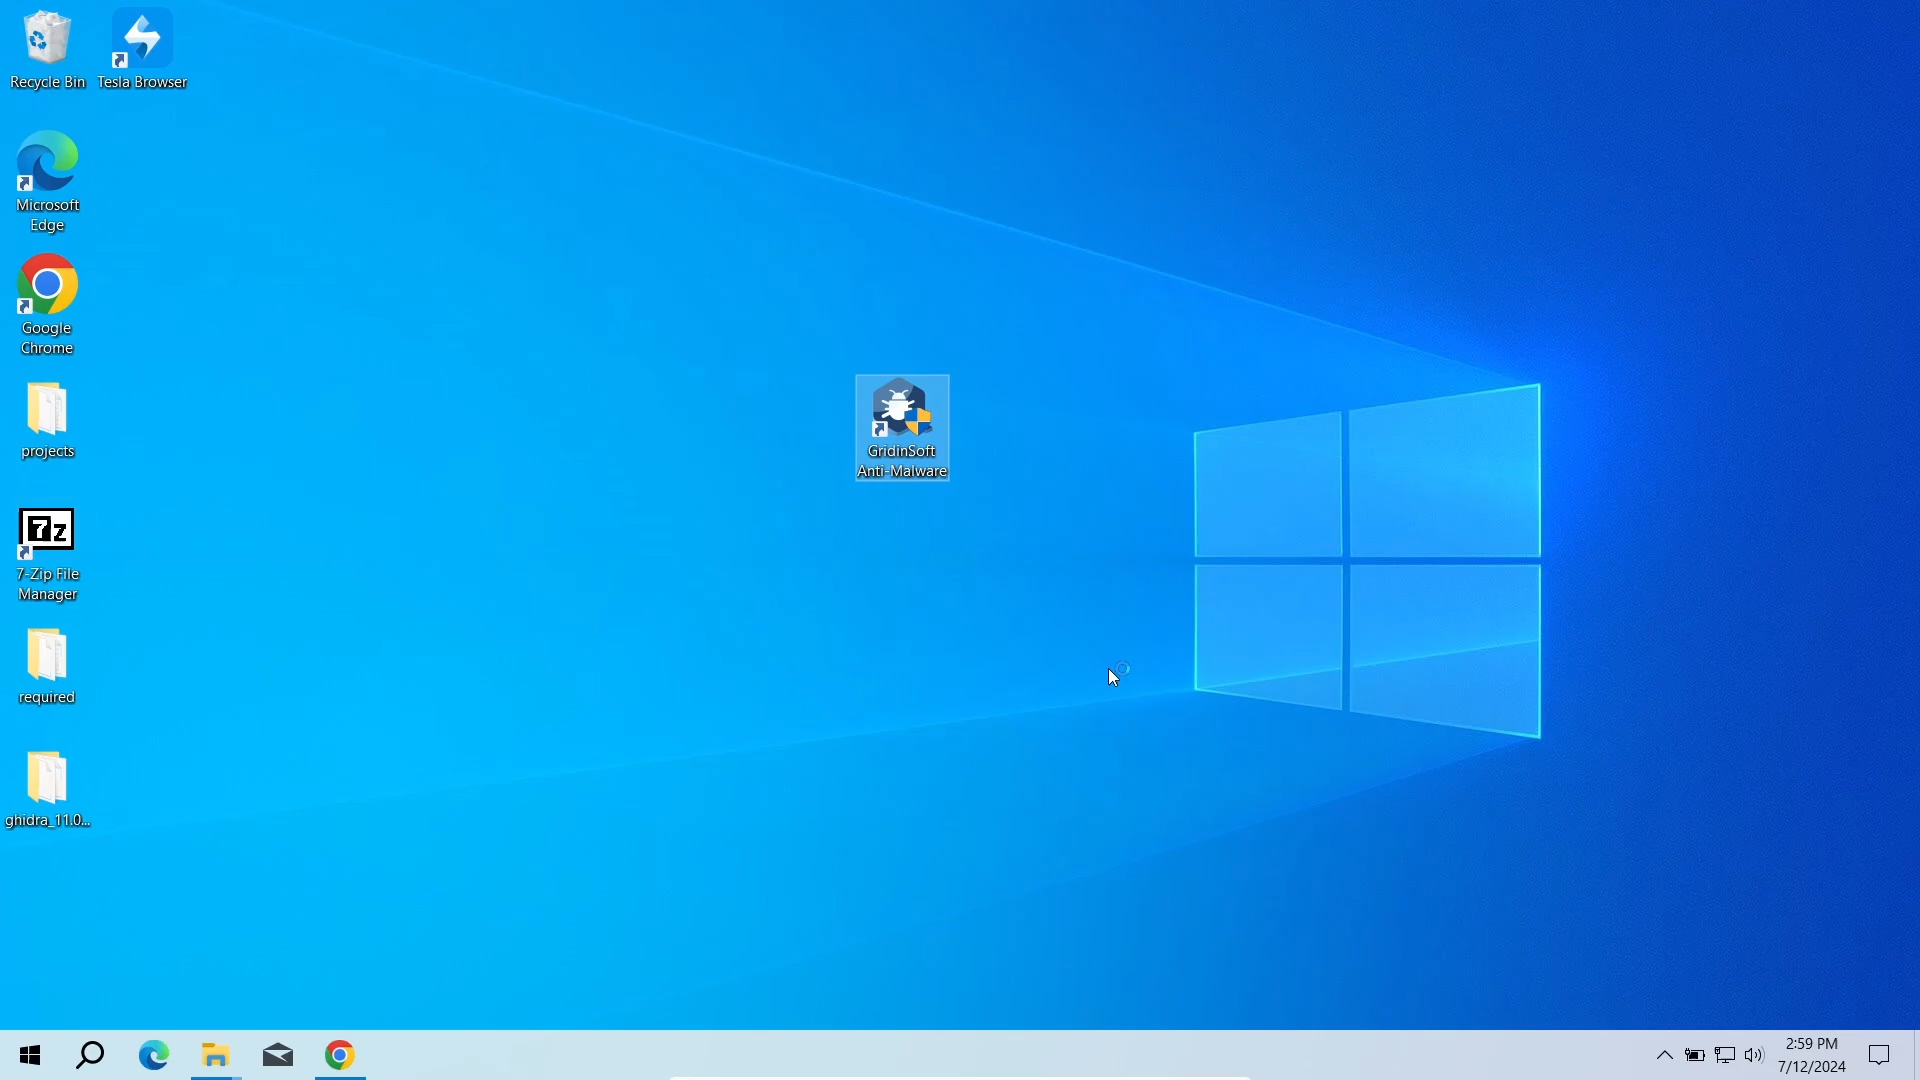 Recycle Bin
Tesla Browser
Microsoft
Edge
Google
Chrome
projects
7z
7-Zip File
Manager
required
ghidra_11.0...
GridinSoft
Anti-Malware
2:59 PM
7/12/2024